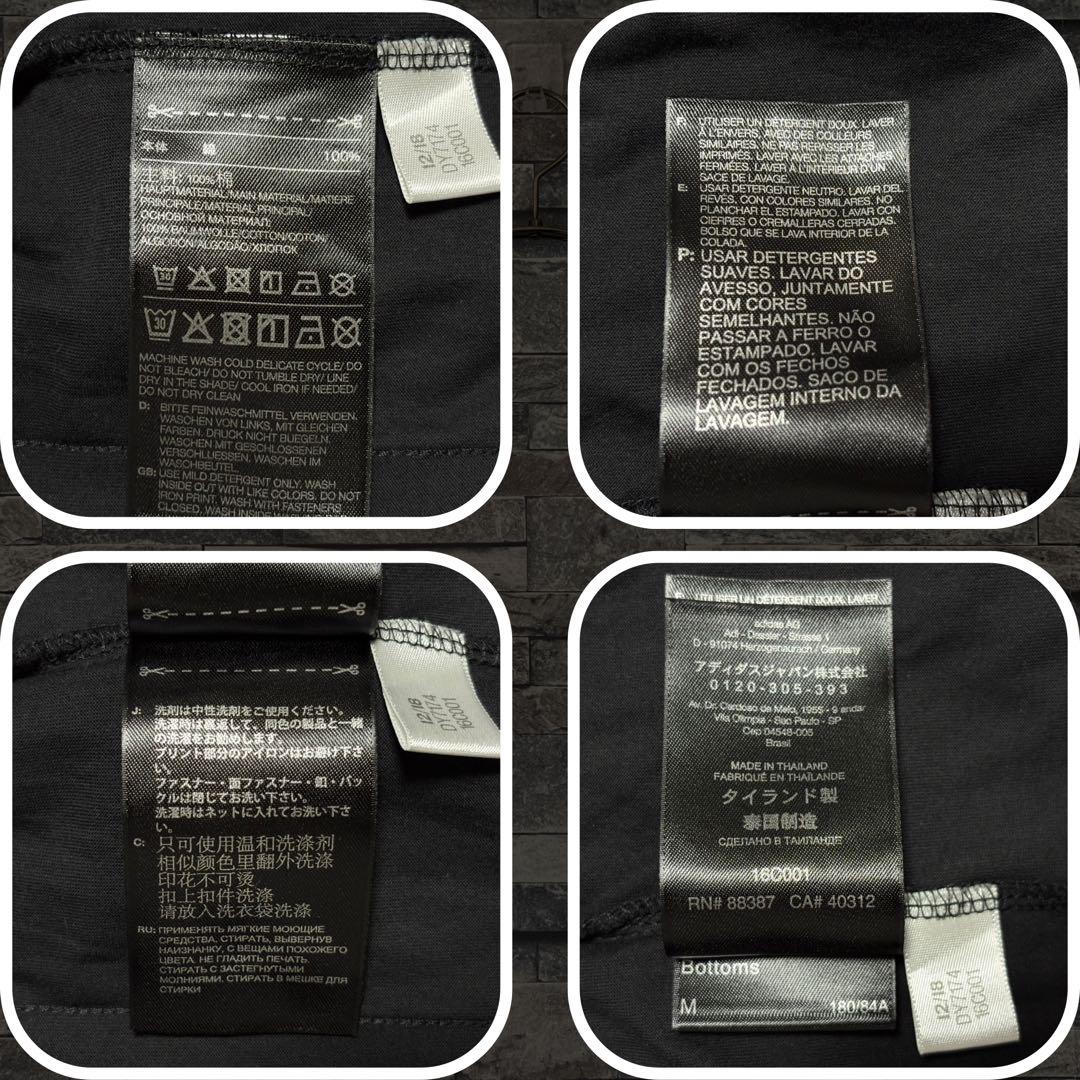 本体 綿 100%
主料 100%棉
HAUPTMATERIAL/MAIN MATERIAL/MATIERE
PRINCIPALE/MATERIAL PRINCIPAL/
ОСНОВНОЙ МАТЕРИАЛ
100% BAUMWOLLE/COTTON/COTON/
ALGODÓN/ALGODÃO/ХЛОПОК
30
30
MACHINE WASH COLD DELICATE CYCLE/ DO
NOT BLEACH/ DO NOT TUMBLE DRY/ LINE
DRY IN THE SHADE/ COOL IRON IF NEEDED/
DO NOT DRY CLEAN
D: BITTE FEINWASCHMITTEL VERWENDEN.
WASCHEN VON LINKS, MIT GLEICHEN
FARBEN. DRUQK NICHT BUEGELN.
WASCHEN MIT GESCHLOSSENEN
VERSCHLUESSEN. WASCHEN IM
WASCHBEUTEL.
GB: USE MILD DETERGENT ONLY. WASH
INSIDE OUT WITH LIKE COLORS. DO NOT
IRON PRINT. WASH WITH FASTENERS
CLOSED. WASH INSIDE
12/18
DY7174
16C001
F: UTILISER UN DETERGENT DOUX. LAVER
À L'ENVERS, AVEC DES COULEURS
SIMILAIRES. NE PAS REPASSER LES
IMPRIMÉS. LAVER AVEC LES ATTACHES
FERMÉES. LAVER À L'INTERIEUR D'UN
SACE DE LAVAGE.
E: USAR DETERGENTE NEUTRO. LAVAR DEL
REVÉS, CON COLORES SIMILARES. NO
PLANCHAR EL ESTAMPADO. LAVAR CON
CIERRES O CREMALLERAS CERRADAS.
BOLSO QUE SE LAVA INTERIOR DE LA
COLADA.
P: USAR DETERGENTES
SUAVES. LAVAR DO
AVESSO, JUNTAMENTE
COM CORES
SEMELHANTES. NÃO
PASSAR A FERRO O
ESTAMPADO. LAVAR
COM OS FECHOS
FECHADOS. SACO DE
LAVAGEM INTERNO DA
LAVAGEM.
J: 洗剤は中性洗剤をご使用ください。
洗濯時は裏返して、同色の製品と一緒
の洗濯をお勧めします。
プリント部分のアイロンはお避け下さ
い。
ファスナー・面ファスナー・釦・バッ
クルは閉じてお洗い下さい。
洗濯時はネットに入れてお洗い下さ
い。
C: 只可使用温和洗涤剂
相似颜色里翻外洗涤
印花不可烫
扣上扣件洗涤
请放入洗衣袋洗涤
RU: ПРИМЕНЯТЬ МЯГКИЕ МОЮЩИЕ
СРЕДСТВА. СТИРАТЬ, ВЫВЕРНУВ
НАИЗНАНКУ, С ВЕЩАМИ ПОХОЖЕГО
ЦВЕТА. НЕ ГЛАДИТЬ ПЕЧАТЬ.
СТИРАТЬ С ЗАСТЕГНУТЫМИ
МОЛНИЯМИ. СТИРАТЬ В МЕШКЕ ДЛЯ
СТИРКИ
12/18
DY7174
16C001
F: UTILISER UN DÉTERGENT DOUX. LAVER
adidas AG
Adi - Dassler - Strasse 1
D - 91074 Herzogenaurach / Germany
アディダスジャパン株式会社
0120-305-393
Av. Dr. Cardoso de Melo, 1955 - 9 andar
Vila Olimpia - Sao Paulo - SP
Cep 04548-005
Brasil
MADE IN THAILAND
FABRIQUÉ EN THAÏLANDE
タイランド製
泰国制造
СДЕЛАНО В ТАИЛАНДЕ
16C001
RN# 88387 CA# 40312
Bottoms
M 180/84A
12/18
DY7174
16C001